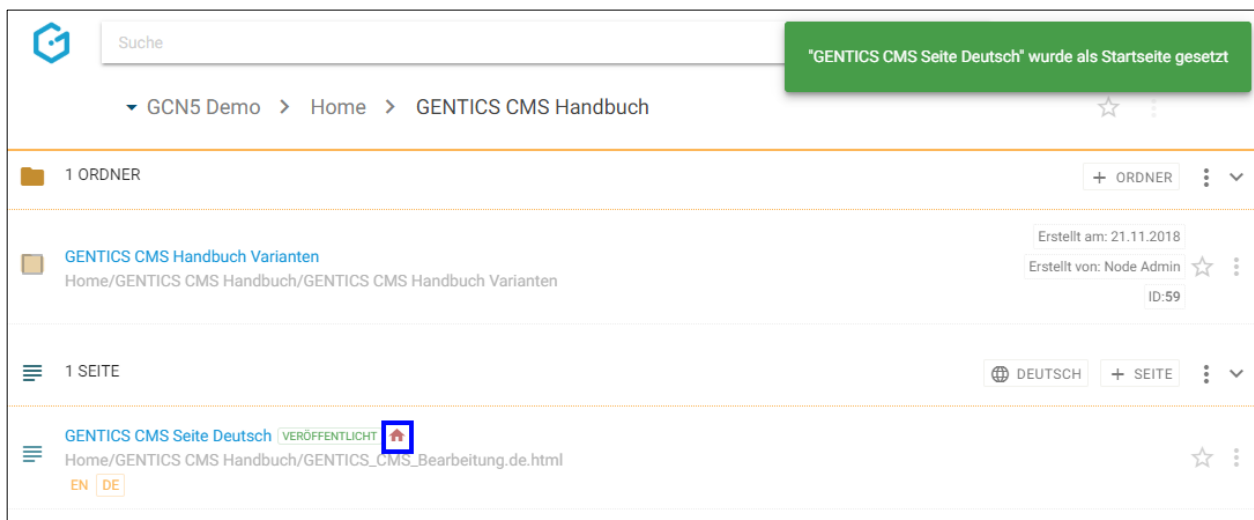 Suche
"GENTICS CMS Seite Deutsch" wurde als Startseite gesetzt
GCN5 Demo > Home > GENTICS CMS Handbuch
1 ORDNER
+ ORDNER
GENTICS CMS Handbuch Varianten
Home/GENTICS CMS Handbuch/GENTICS CMS Handbuch Varianten
Erstellt am: 21.11.2018
Erstellt von: Node Admin
ID:59
1 SEITE
DEUTSCH
+ SEITE
GENTICS CMS Seite Deutsch VERÖFFENTLICHT
Home/GENTICS CMS Handbuch/GENTICS_CMS_Bearbeitung.de.html
EN DE